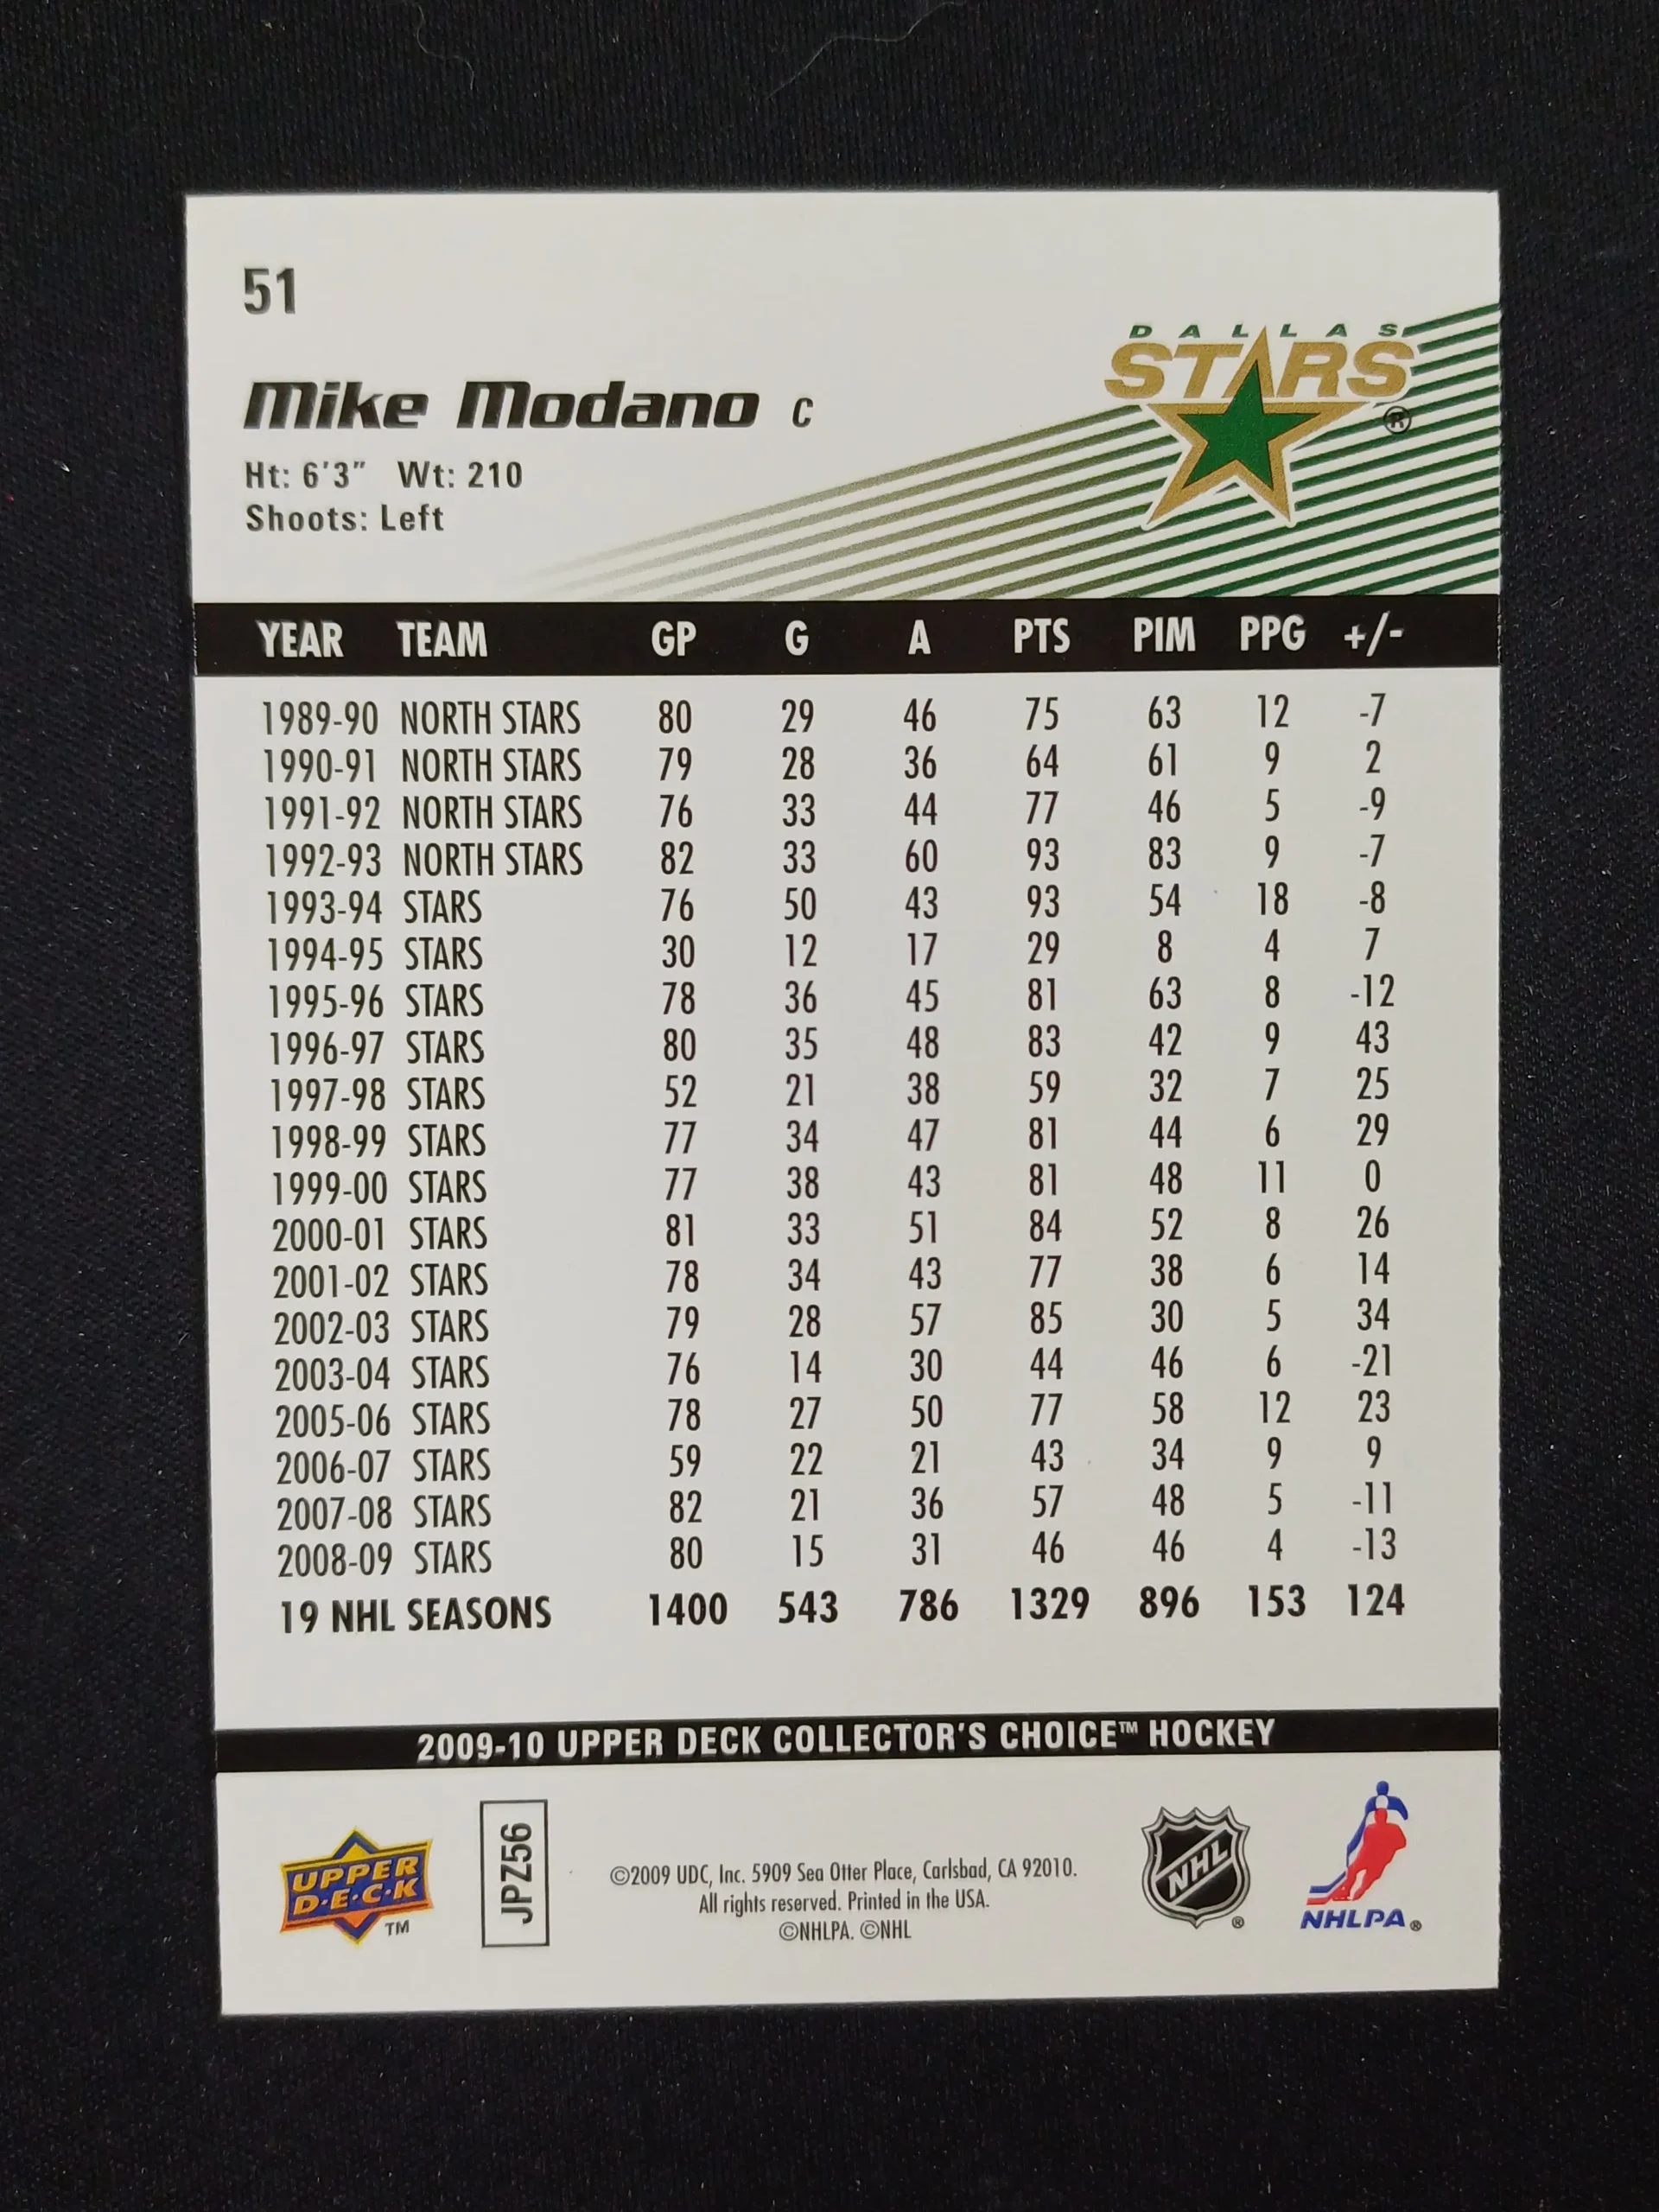 51
DALLAS
STARS
®
Mike Modano C
Ht: 6'3" Wt: 210
Shoots: Left
YEAR TEAM GP G A PTS PIM PPG +/-
1989-90 NORTH STARS 80 29 46 75 63 12 -7
1990-91 NORTH STARS 79 28 36 64 61 9 2
1991-92 NORTH STARS 76 33 44 77 46 5 -9
1992-93 NORTH STARS 82 33 60 93 83 9 -7
1993-94 STARS 76 50 43 93 54 18 -8
1994-95 STARS 30 12 17 29 8 4 7
1995-96 STARS 78 36 45 81 63 8 -12
1996-97 STARS 80 35 48 83 42 9 43
1997-98 STARS 52 21 38 59 32 7 25
1998-99 STARS 77 34 47 81 44 6 29
1999-00 STARS 77 38 43 81 48 11 0
2000-01 STARS 81 33 51 84 52 8 26
2001-02 STARS 78 34 43 77 38 6 14
2002-03 STARS 79 28 57 85 30 5 34
2003-04 STARS 76 14 30 44 46 6 -21
2005-06 STARS 78 27 50 77 58 12 23
2006-07 STARS 59 22 21 43 34 9 9
2007-08 STARS 82 21 36 57 48 5 -11
2008-09 STARS 80 15 31 46 46 4 -13
19 NHL SEASONS 1400 543 786 1329 896 153 124
2009-10 UPPER DECK COLLECTOR'S CHOICE™ HOCKEY
UPPER
D·E·C·K
TM
JPZ56
©2009 UDC, Inc. 5909 Sea Otter Place, Carlsbad, CA 92010.
All rights reserved. Printed in the USA.
©NHLPA. ©NHL
NHL
®
NHLPA®